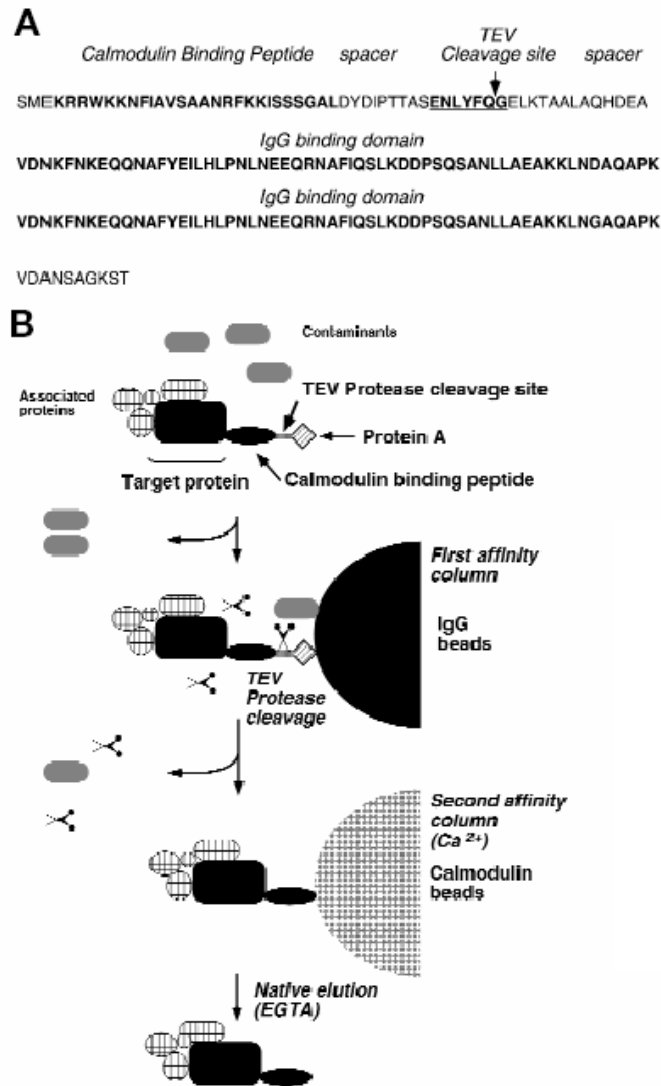 A
Calmodulin Binding Peptide spacer TEV Cleavage site spacer
SMEKRRWKKNFIAVSAANRFKKISSSGALDYDIPTTASENLYFQGELKTAALAQHDEA
IgG binding domain
VDNKFNKEQQNAFYEILHLPNLNEEQRNAFIQSLKDDPSQSANLLAEAKKLNDAQAPK
IgG binding domain
VDNKFNKEQQNAFYEILHLPNLNEEQRNAFIQSLKDDPSQSANLLAEAKKLNGAQAPK
VDANSAGKST
B
Contaminants
Associated
proteins
TEV Protease cleavage site
Protein A
Target protein
Calmodulin binding peptide
First affinity
column
IgG
beads
TEV
Protease
cleavage
Second affinity
column
(Ca 2+)
Calmodulin
beads
Native elution
(EGTA)